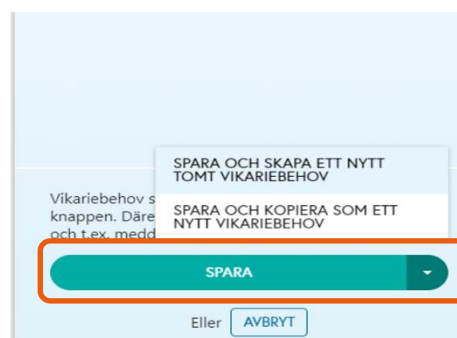 SPARA OCH SKAPA ETT NYTT
TOMT VIKARIEBEHOV
SPARA OCH KOPIERA SOM ETT
NYTT VIKARIEBEHOV
Vikariebehov s
knappen. Däre
och t.ex. medd
SPARA
Eller AVBRYT